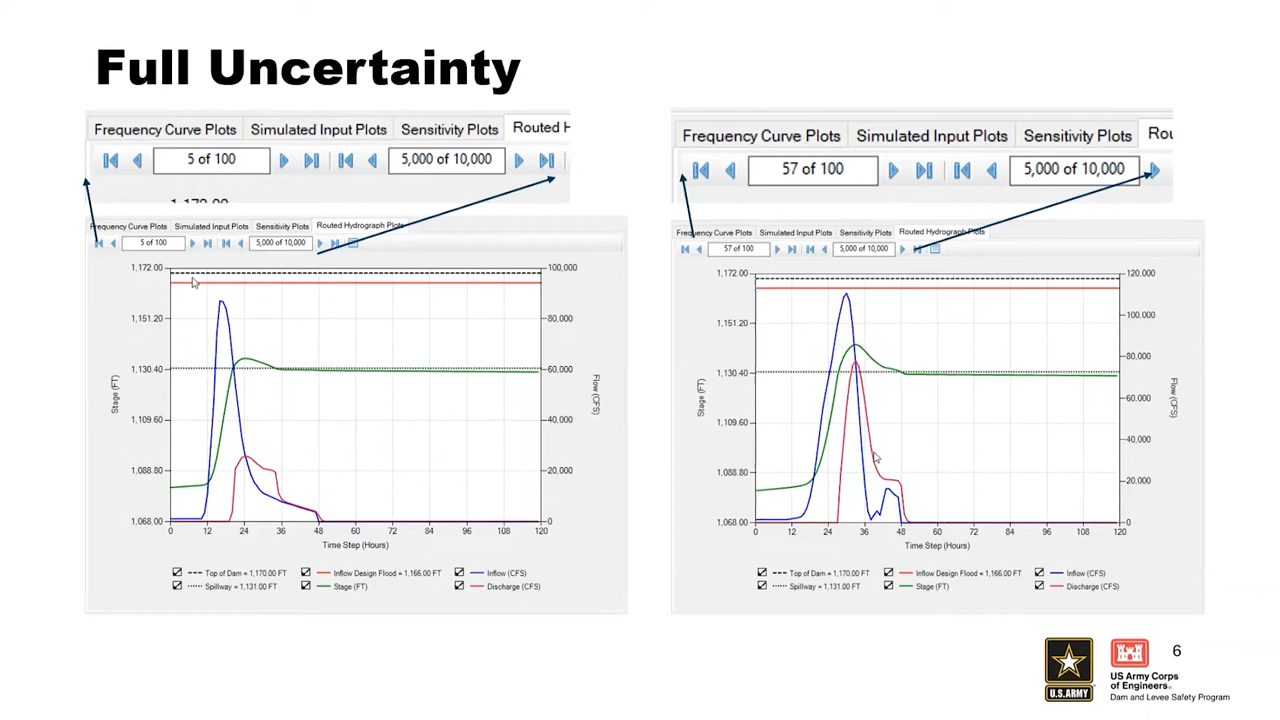 Full Uncertainty
Frequency Curve Plots Simulated Input Plots Sensitivity Plots Routed H
5 of 100 5,000 of 10,000
Frequency Curve Plots Simulated Input Plots Sensitivity Plots Routed Hydrograph Plots
5 of 100 5,000 of 10,000
1,172.00
1,151.20
1,130.40
1,109.60
1,088.80
1,068.00
Stage (FT)
100,000
80,000
60,000
40,000
20,000
0
Flow (CFS)
0 12 24 36 48 60 72 84 96 108 120
Time Step (Hours)
Top of Dam = 1,170.00 FT Inflow Design Flood = 1,166.00 FT Inflow (CFS)
Spillway = 1,131.00 FT Stage (FT) Discharge (CFS)
Frequency Curve Plots Simulated Input Plots Sensitivity Plots Rou
57 of 100 5,000 of 10,000
Frequency Curve Plots Simulated Input Plots Sensitivity Plots Routed Hydrograph Plots
57 of 100 5,000 of 10,000
1,172.00
1,151.20
1,130.40
1,109.60
1,088.80
1,068.00
Stage (FT)
120,000
100,000
80,000
60,000
40,000
20,000
0
Flow (CFS)
0 12 24 36 48 60 72 84 96 108 120
Time Step (Hours)
Top of Dam = 1,170.00 FT Inflow Design Flood = 1,166.00 FT Inflow (CFS)
Spillway = 1,131.00 FT Stage (FT) Discharge (CFS)
U.S. ARMY
6
US Army Corps
of Engineers®
Dam and Levee Safety Program